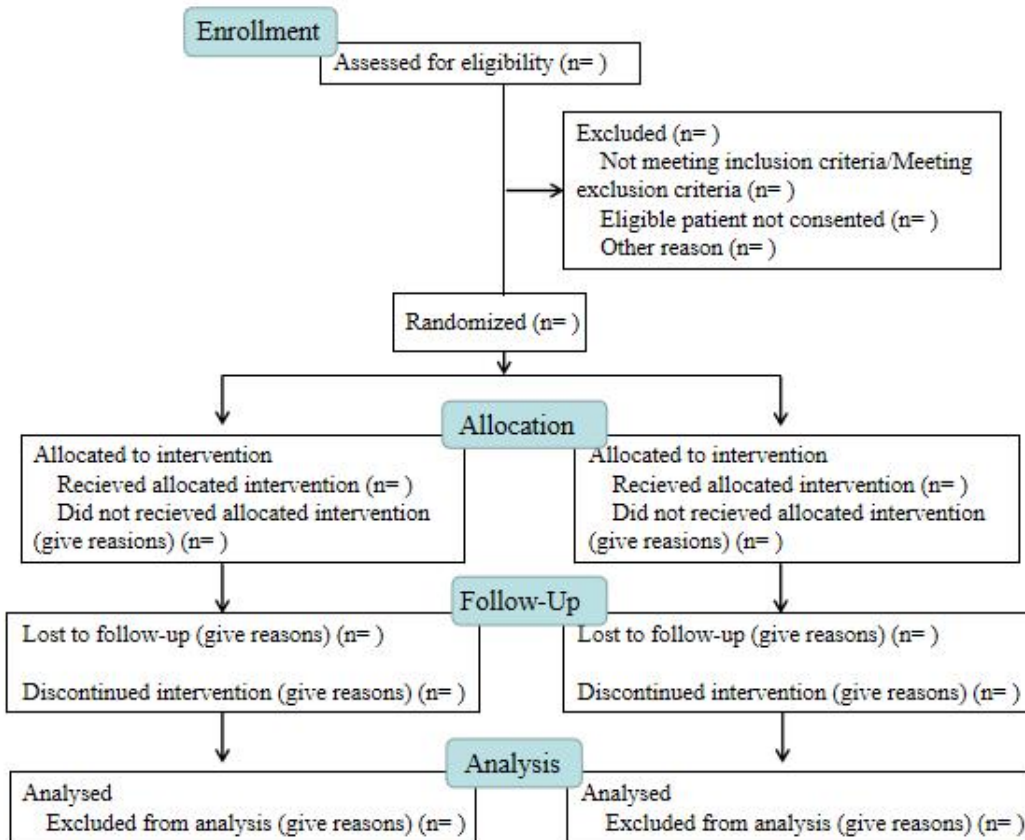 Enrollment
Assessed for eligibility (n= )
Excluded (n= )
Not meeting inclusion criteria/Meeting
exclusion criteria (n= )
Eligible patient not consented (n= )
Other reason (n= )
Randomized (n= )
Allocation
Allocated to intervention
Recieved allocated intervention (n= )
Did not recieved allocated intervention
(give reasions) (n= )
Allocated to intervention
Recieved allocated intervention (n= )
Did not recieved allocated intervention
(give reasions) (n= )
Follow-Up
Lost to follow-up (give reasons) (n= )
Discontinued intervention (give reasons) (n= )
Lost to follow-up (give reasons) (n= )
Discontinued intervention (give reasons) (n= )
Analysis
Analysed
Excluded from analysis (give reasons) (n= )
Analysed
Excluded from analysis (give reasons) (n= )